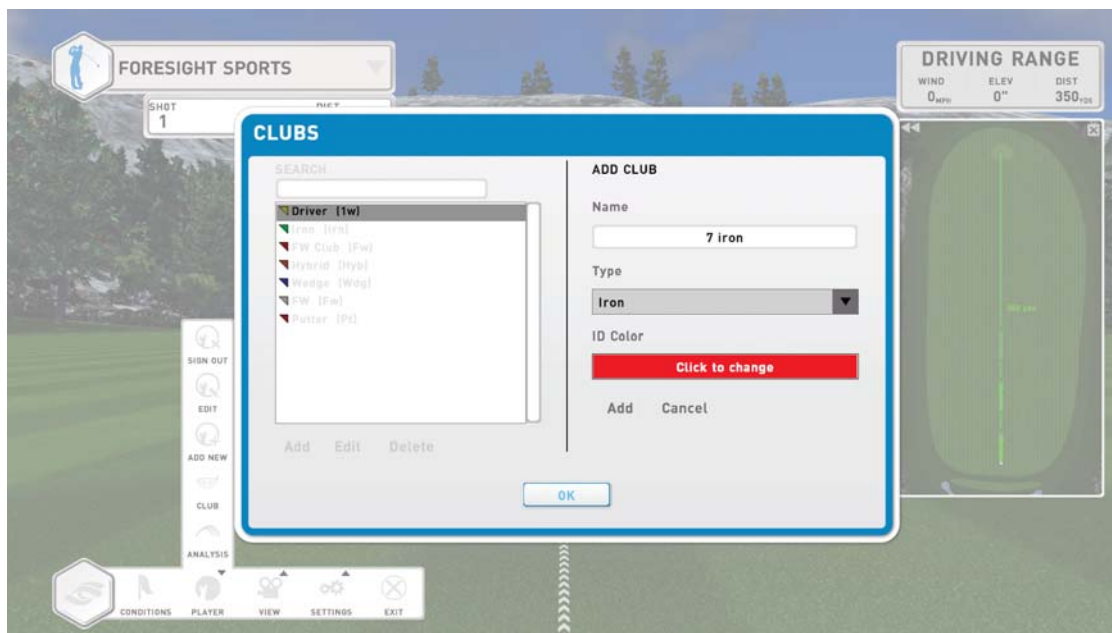 FORESIGHT SPORTS
SHOT
1
DRIVING RANGE
WIND ELEV DIST
0MPH 0" 350YDS
CLUBS
SEARCH
Driver (1w)
Iron (Irn)
FW Club (Fw)
Hybrid (Hyb)
Wedge (Wdg)
FW (Fw)
Putter (Pt)
Add Edit Delete
ADD CLUB
Name
7 iron
Type
Iron
ID Color
Click to change
Add Cancel
OK
SIGN OUT
EDIT
ADD NEW
CLUB
ANALYSIS
CONDITIONS PLAYER VIEW SETTINGS EXIT